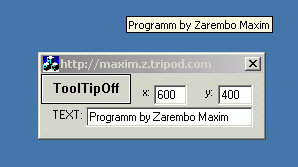 Programm by Zarembo Maxim
http://maxim.z.tripod.com
ToolTipOff x: 600 y: 400
TEXT: Programm by Zarembo Maxim